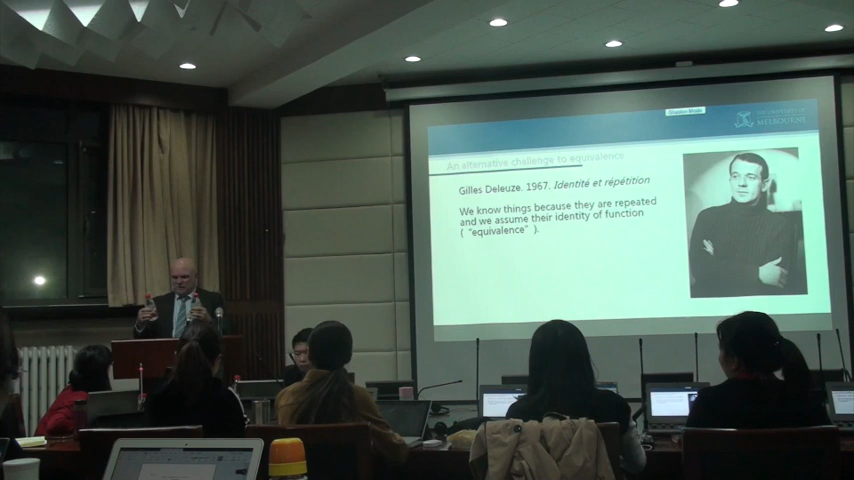 THE UNIVERSITY OF
MELBOURNE
An alternative challenge to equivalence
Gilles Deleuze. 1967. Identité et répétition
We know things because they are repeated
and we assume their identity of function
( “equivalence” ).